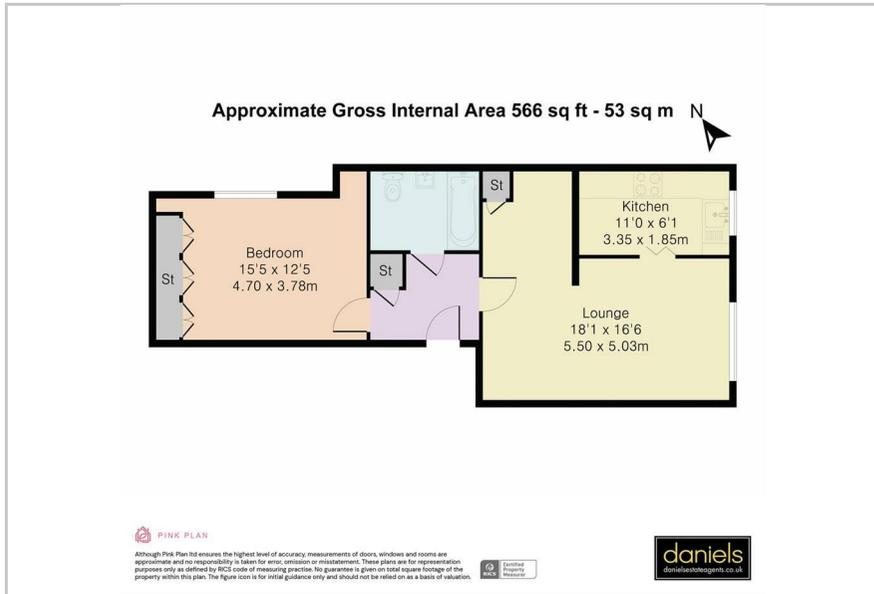 Approximate Gross Internal Area 566 sq ft - 53 sq m
N
St
Kitchen
11'0 x 6'1
3.35 x 1.85m
Bedroom
15'5 x 12'5
4.70 x 3.78m
St
St
Lounge
18'1 x 16'6
5.50 x 5.03m
PINK PLAN
Although Pink Plan ltd ensures the highest level of accuracy, measurements of doors, windows and rooms are
approximate and no responsibility is taken for error, omission or misstatement. These plans are for representation
purposes only as defined by RICS code of measuring practise. No guarantee is given on total square footage of the
property within this plan. The figure icon is for initial guidance only and should not be relied on as a basis of valuation.
RICS
Certified
Property
Measurer
daniels
danielsestateagents.co.uk